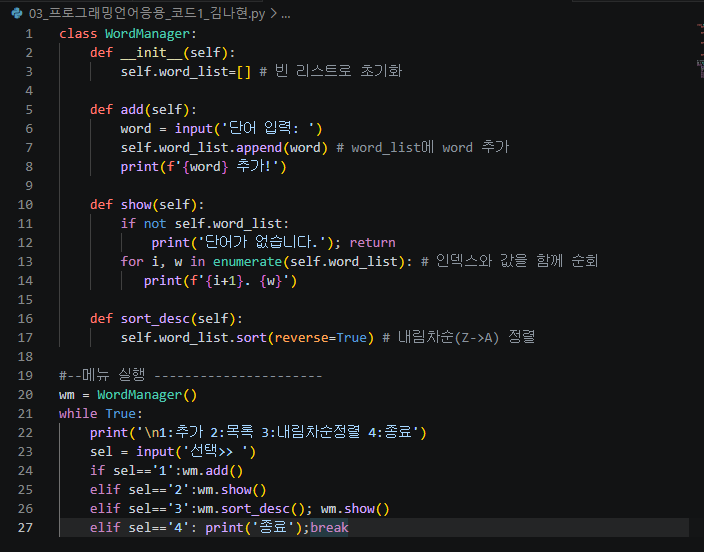 03_프로그래밍언어응용_코드1_김나현.py > ...
1 class WordManager:
2     def __init__(self):
3         self.word_list=[] # 빈 리스트로 초기화
4
5     def add(self):
6         word = input('단어 입력: ')
7         self.word_list.append(word) # word_list에 word 추가
8         print(f'{word} 추가!')
9
10     def show(self):
11         if not self.word_list:
12             print('단어가 없습니다.'); return
13         for i, w in enumerate(self.word_list): # 인덱스와 값을 함께 순회
14            print(f'{i+1}. {w}')
15
16     def sort_desc(self):
17         self.word_list.sort(reverse=True) # 내림차순(Z->A) 정렬
18
19 #--메뉴 실행 ----------------------
20 wm = WordManager()
21 while True:
22     print('\n1:추가 2:목록 3:내림차순정렬 4:종료')
23     sel = input('선택>> ')
24     if sel=='1':wm.add()
25     elif sel=='2':wm.show()
26     elif sel=='3':wm.sort_desc(); wm.show()
27     elif sel=='4': print('종료');break